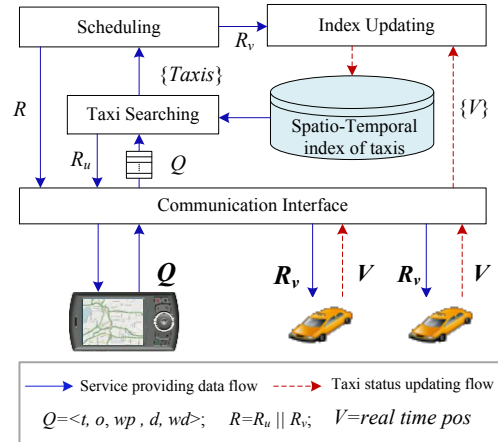 Scheduling
R_v
Index Updating
{Taxis}
R
{V}
Taxi Searching
Spatio-Temporal
index of taxis
R_u
Q
Communication Interface
Q
R_v
V
R_v
V
Service providing data flow
Taxi status updating flow
Q=<t, o, wp , d, wd>; R=R_u || R_v; V=real time pos